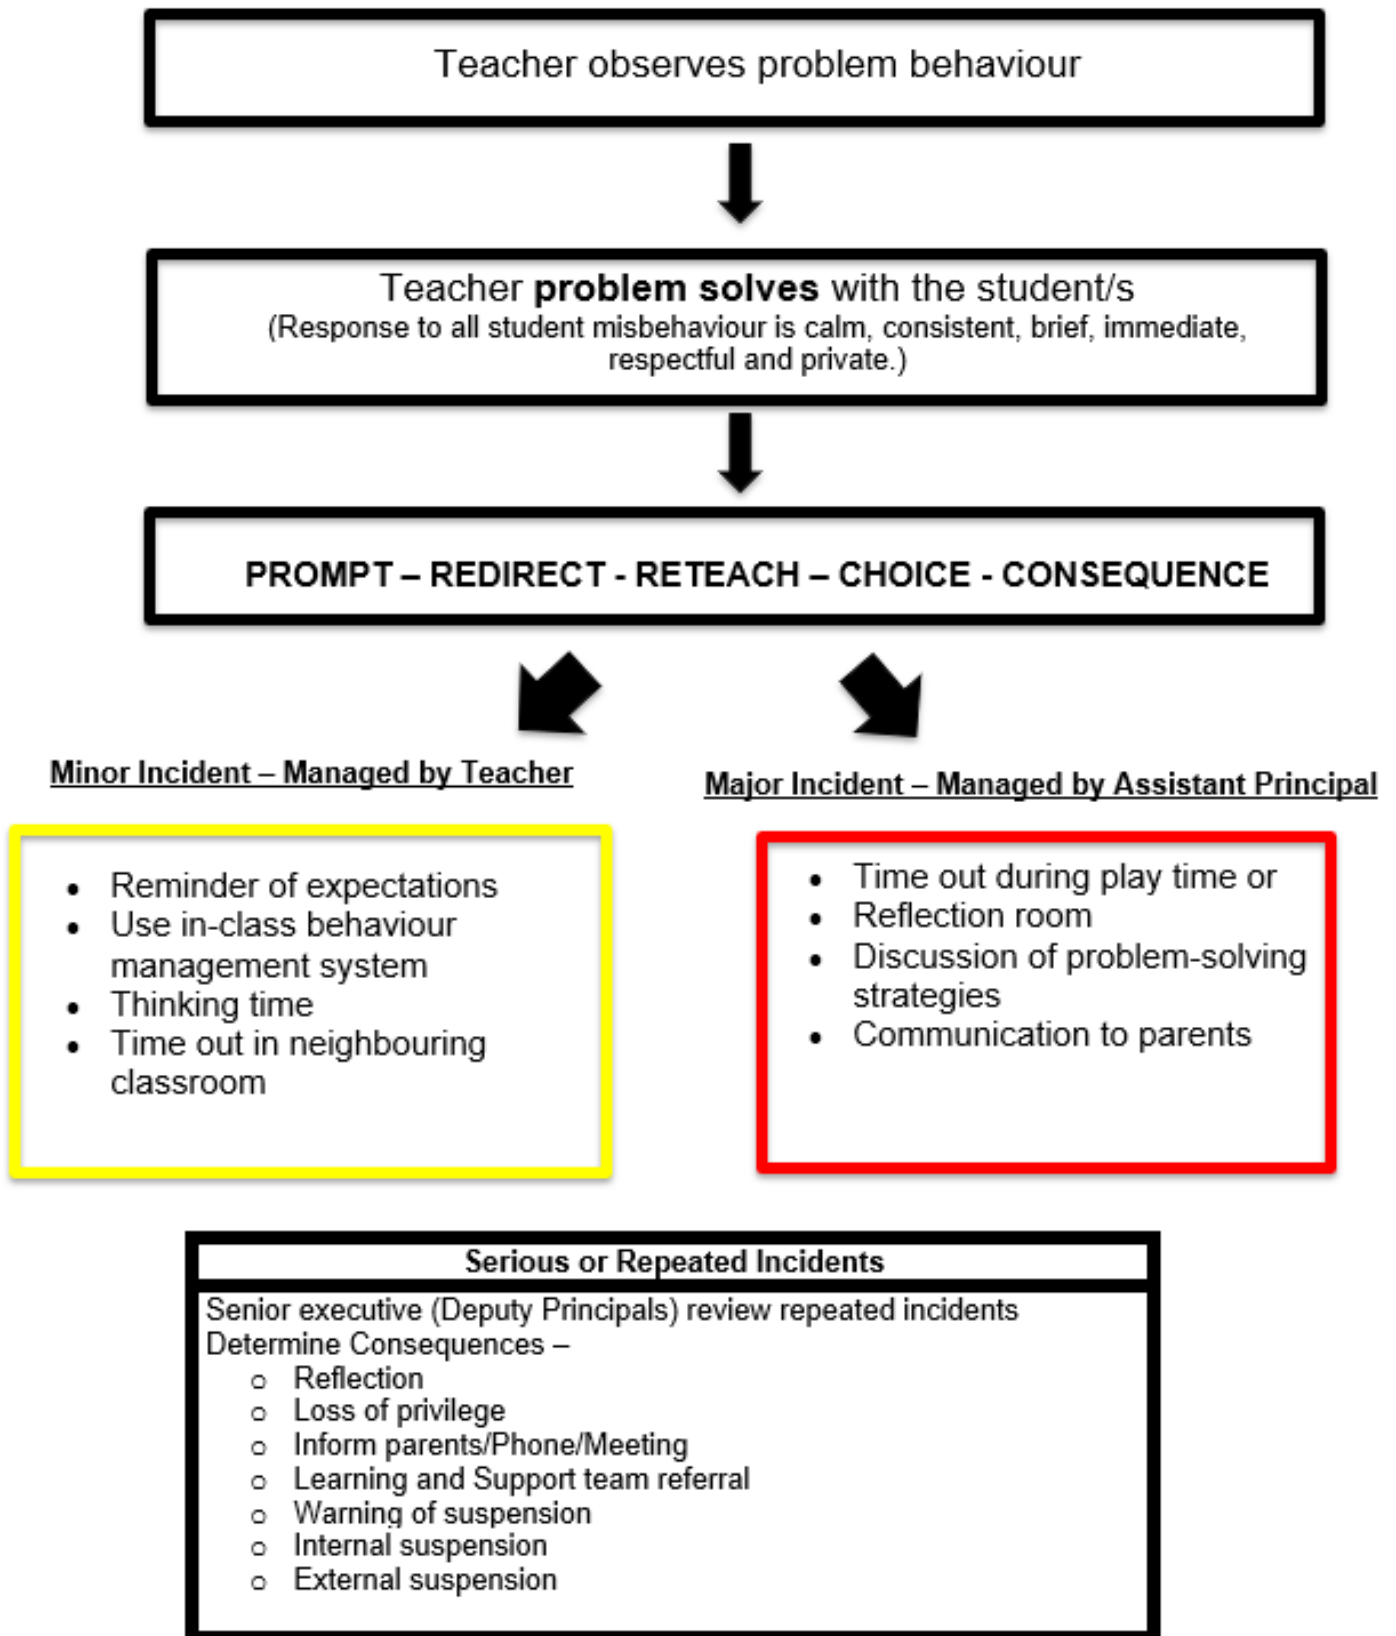 Teacher observes problem behaviour
Teacher problem solves with the student/s
(Response to all student misbehaviour is calm, consistent, brief, immediate,
respectful and private.)
PROMPT – REDIRECT - RETEACH – CHOICE - CONSEQUENCE
Minor Incident – Managed by Teacher
• Reminder of expectations
• Use in-class behaviour
management system
• Thinking time
• Time out in neighbouring
classroom
Major Incident – Managed by Assistant Principal
• Time out during play time or
• Reflection room
• Discussion of problem-solving
strategies
• Communication to parents
Serious or Repeated Incidents
Senior executive (Deputy Principals) review repeated incidents
Determine Consequences –
o Reflection
o Loss of privilege
o Inform parents/Phone/Meeting
o Learning and Support team referral
o Warning of suspension
o Internal suspension
o External suspension